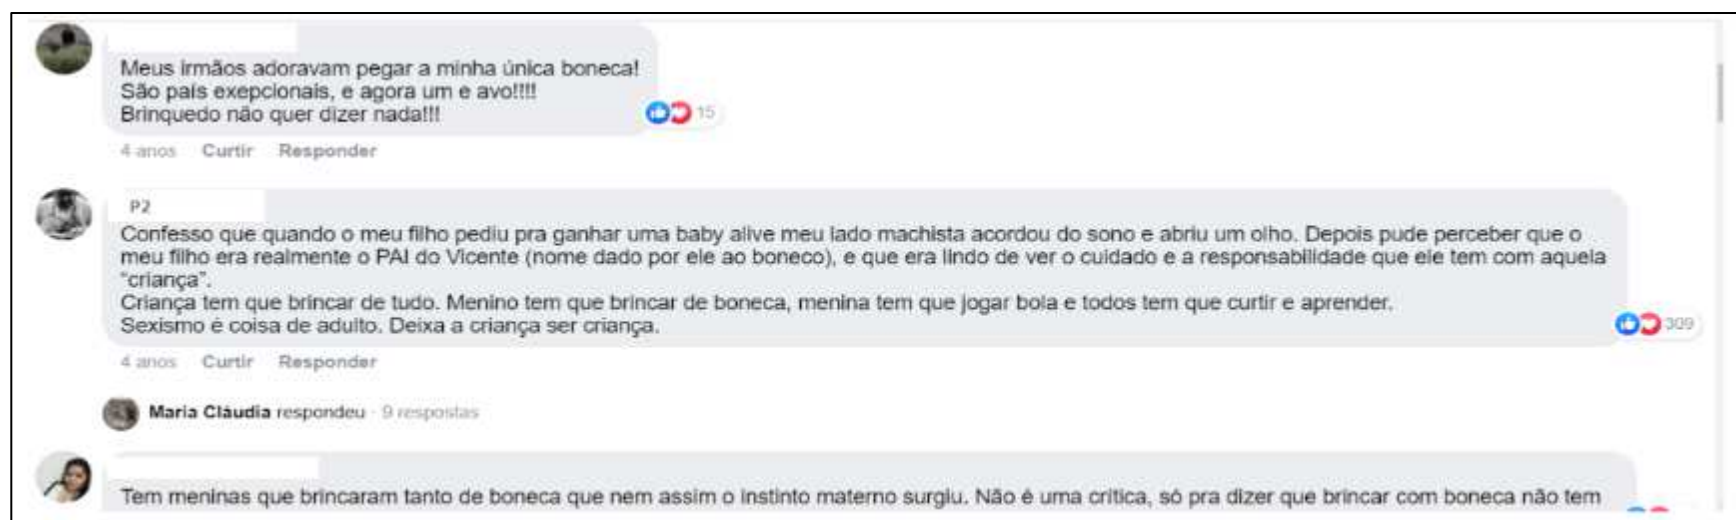 Meus irmãos adoravam pegar a minha única boneca!
São pais exepcionais, e agora um e avo!!!!
Brinquedo não quer dizer nada!!!
15
4 anos Curtir Responder
P2
Confesso que quando o meu filho pediu pra ganhar uma baby alive meu lado machista acordou do sono e abriu um olho. Depois pude perceber que o
meu filho era realmente o PAI do Vicente (nome dado por ele ao boneco), e que era lindo de ver o cuidado e a responsabilidade que ele tem com aquela
“criança”.
Criança tem que brincar de tudo. Menino tem que brincar de boneca, menina tem que jogar bola e todos tem que curtir e aprender.
Sexismo é coisa de adulto. Deixa a criança ser criança.
309
4 anos Curtir Responder
Maria Cláudia respondeu · 9 respostas
Tem meninas que brincaram tanto de boneca que nem assim o instinto materno surgiu. Não é uma critica, só pra dizer que brincar com boneca não tem